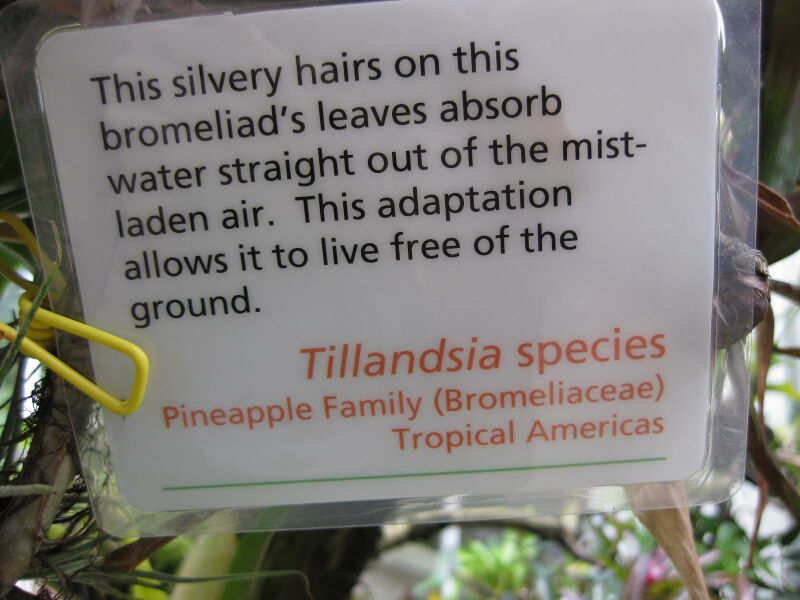 This silvery hairs on this
bromeliad's leaves absorb
water straight out of the mist-
laden air. This adaptation
allows it to live free of the
ground.
Tillandsia species
Pineapple Family (Bromeliaceae)
Tropical Americas